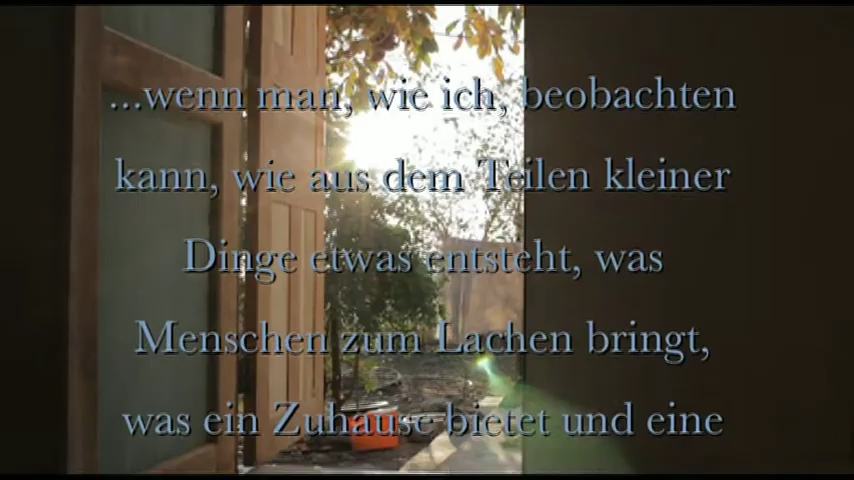 ...wenn man, wie ich, beobachten
kann, wie aus dem Teilen kleiner
Dinge etwas entsteht, was
Menschen zum Lachen bringt,
was ein Zuhause bietet und eine